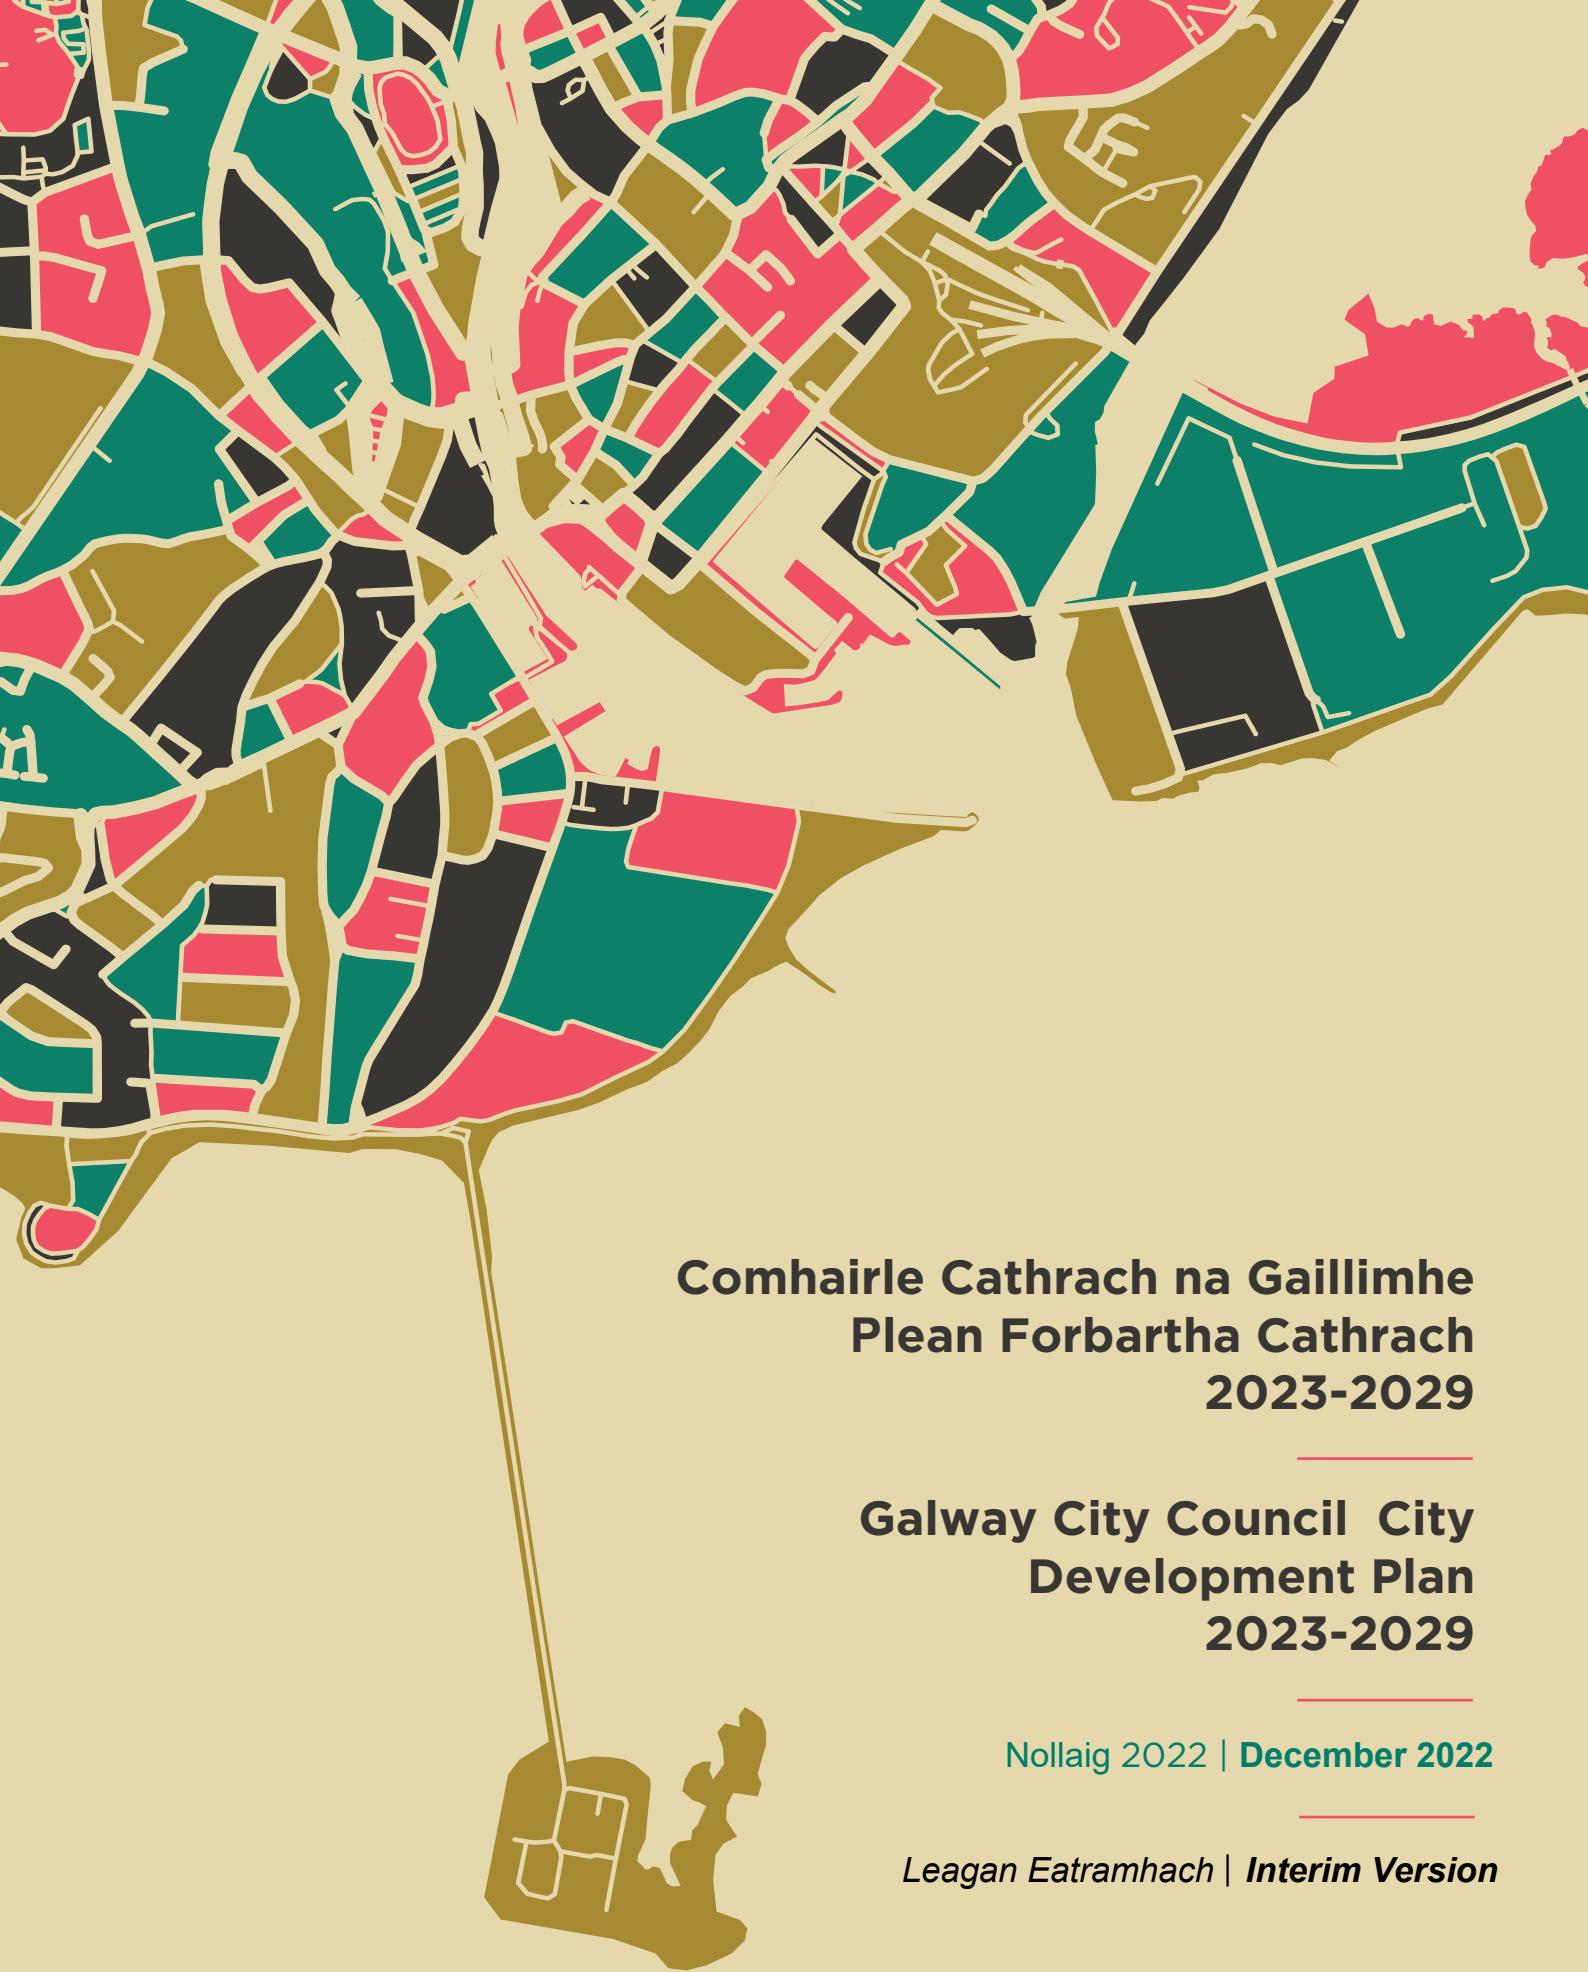 Comhairle Cathrach na Gaillimhe
Plean Forbartha Cathrach
2023-2029
Galway City Council  City
Development Plan
2023-2029
Nollaig 2022 | December 2022
Leagan Eatramhach | Interim Version